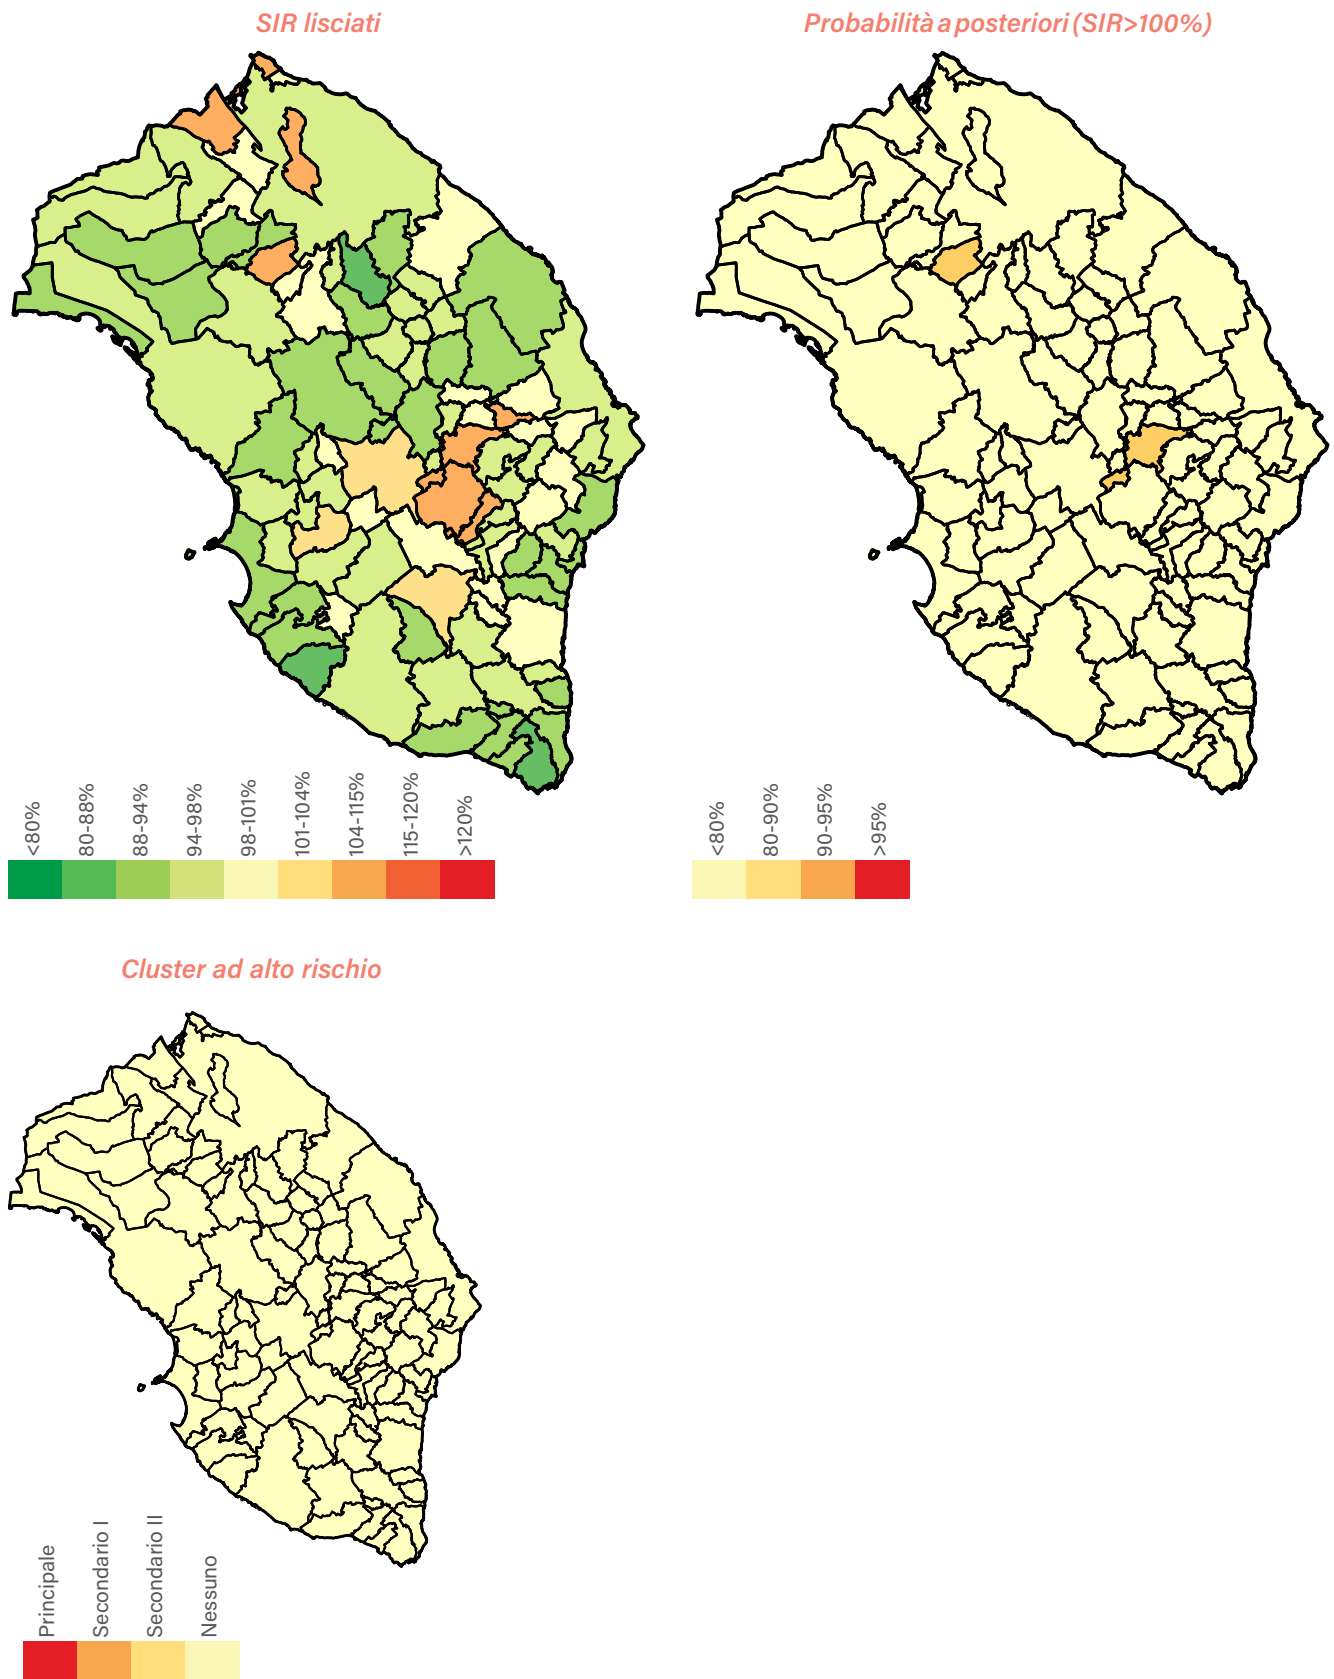 SIR lisciati
Probabilità a posteriori (SIR>100%)
<80%
80-88%
88-94%
94-98%
98-101%
101-104%
104-115%
115-120%
>120%
<80%
80-90%
90-95%
>95%
Cluster ad alto rischio
Principale
Secondario I
Secondario II
Nessuno